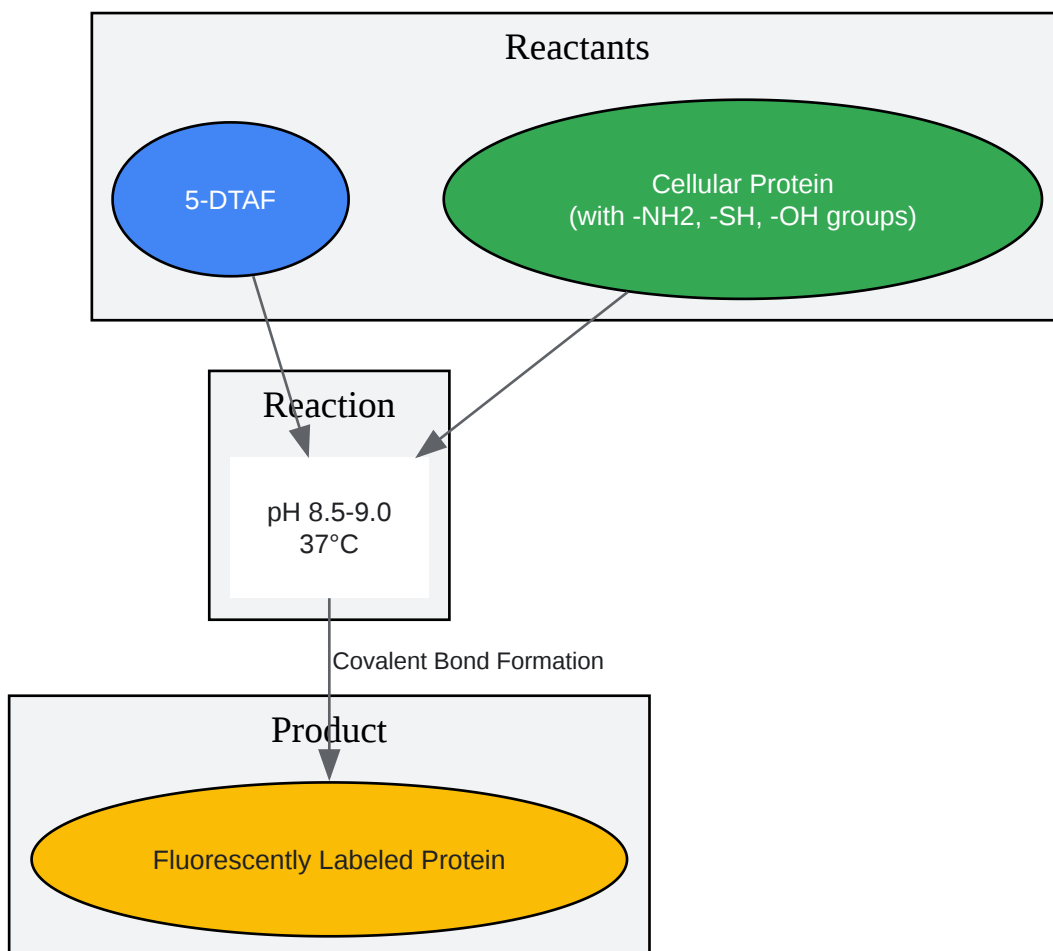 Reactants
5-DTAF
Cellular Protein
(with -NH2, -SH, -OH groups)
Reaction
pH 8.5-9.0
37°C
Covalent Bond Formation
Product
Fluorescently Labeled Protein